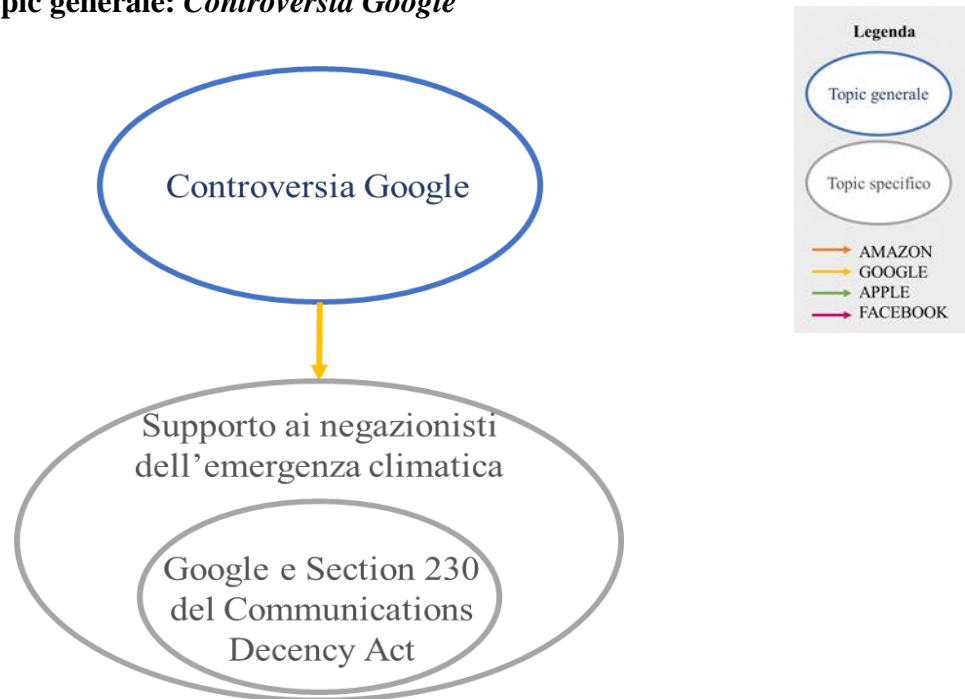 pic generale: Controversia Google
Legenda
Topic generale
Topic specifico
AMAZON
GOOGLE
APPLE
FACEBOOK
Controversia Google
Supporto ai negazionisti
dell’emergenza climatica
Google e Section 230
del Communications
Decency Act